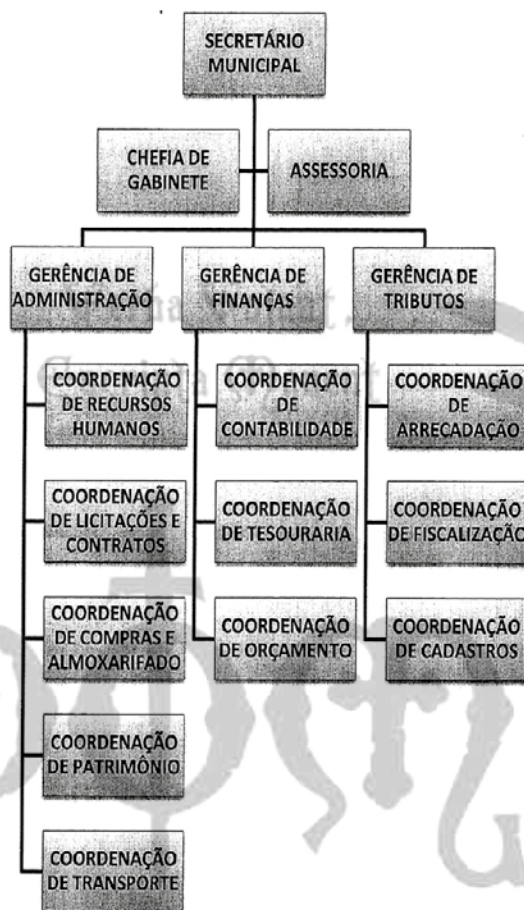 SECRETÁRIO
MUNICIPAL
CHEFIA DE
GABINETE
ASSESSORIA
GERÊNCIA DE
ADMINISTRAÇÃO
GERÊNCIA DE
FINANÇAS
GERÊNCIA DE
TRIBUTOS
COORDENAÇÃO
DE RECURSOS
HUMANOS
COORDENAÇÃO
DE
CONTABILIDADE
COORDENAÇÃO
DE
ARRECADAÇÃO
COORDENAÇÃO
DE LICITAÇÕES E
CONTRATOS
COORDENAÇÃO
DE TESOURARIA
COORDENAÇÃO
DE FISCALIZAÇÃO
COORDENAÇÃO
DE COMPRAS E
ALMOXARIFADO
COORDENAÇÃO
DE ORÇAMENTO
COORDENAÇÃO
DE CADASTROS
COORDENAÇÃO
DE PATRIMÔNIO
COORDENAÇÃO
DE TRANSPORTE